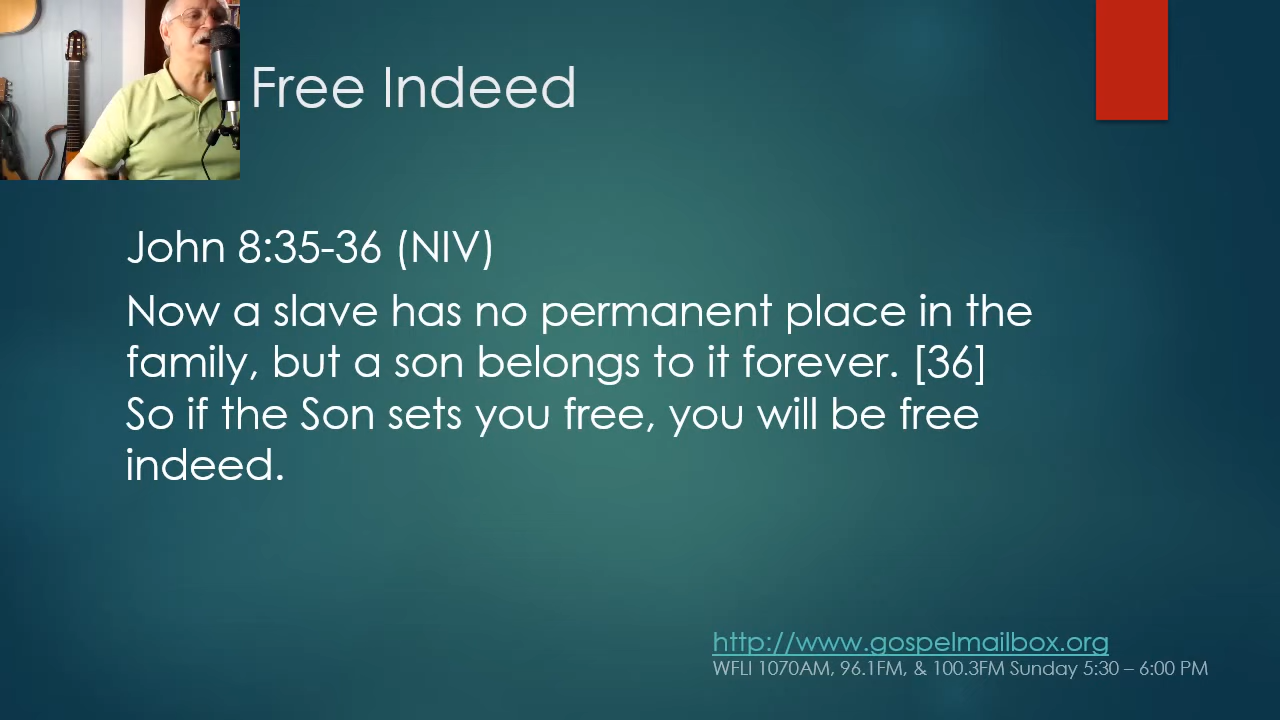 Free Indeed
John 8:35-36 (NIV)
Now a slave has no permanent place in the
family, but a son belongs to it forever. [36]
So if the Son sets you free, you will be free
indeed.
http://www.gospelmailbox.org
WFLI 1070AM, 96.1FM, & 100.3FM Sunday 5:30 – 6:00 PM